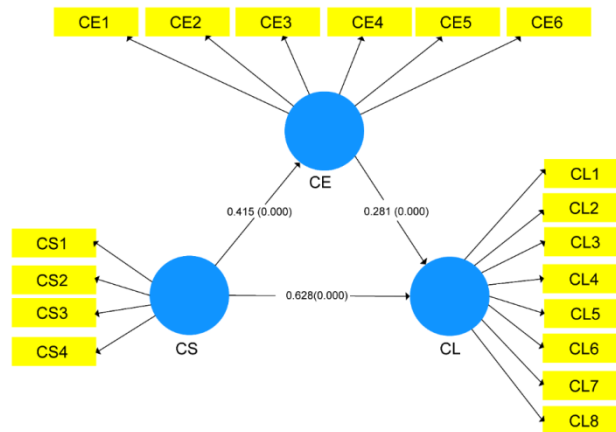 CE1 CE2 CE3 CE4 CE5 CE6
CE
0.415 (0.000)
0.281 (0.000)
CS1
CS2
CS3
CS4
CS
0.628(0.000)
CL
CL1
CL2
CL3
CL4
CL5
CL6
CL7
CL8